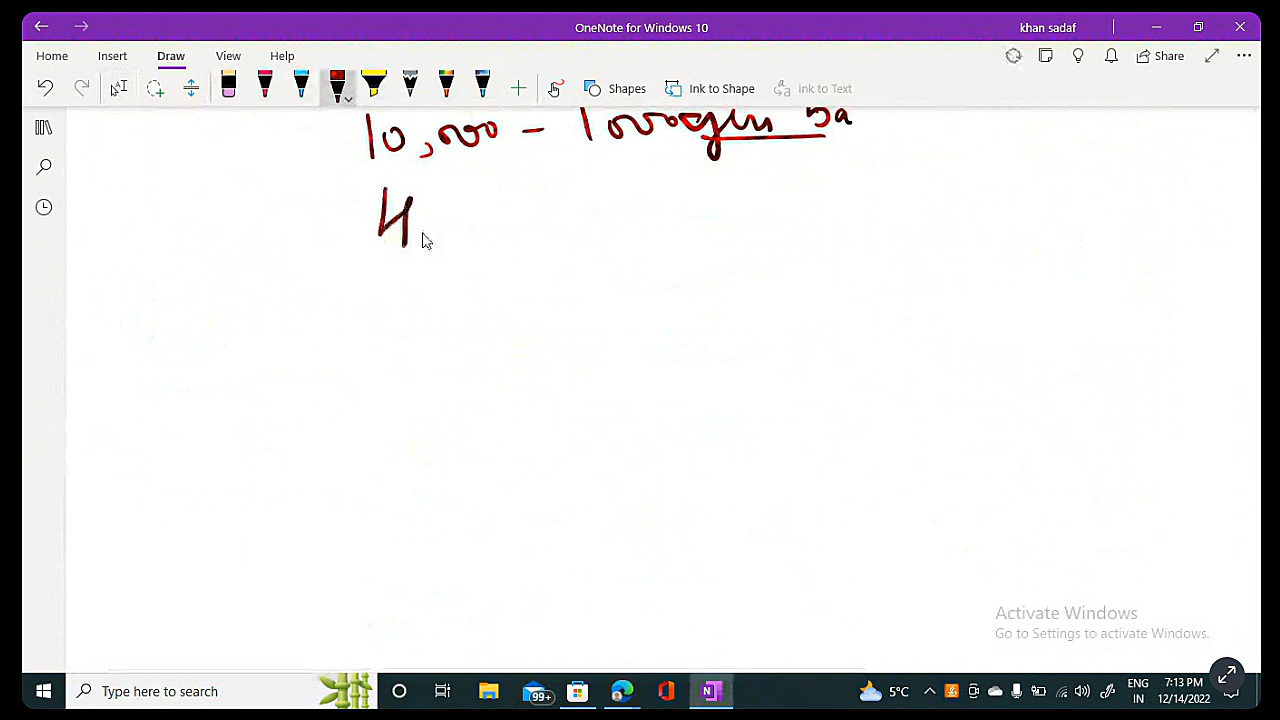 OneNote for Windows 10
khan sadaf
Home Insert Draw View Help
Share
Shapes
Ink to Shape
Ink to Text
10,000 -
4
Activate Windows
Go to Settings to activate Windows.
Type here to search
99+
5°C
ENG
IN
7:13 PM
12/14/2022